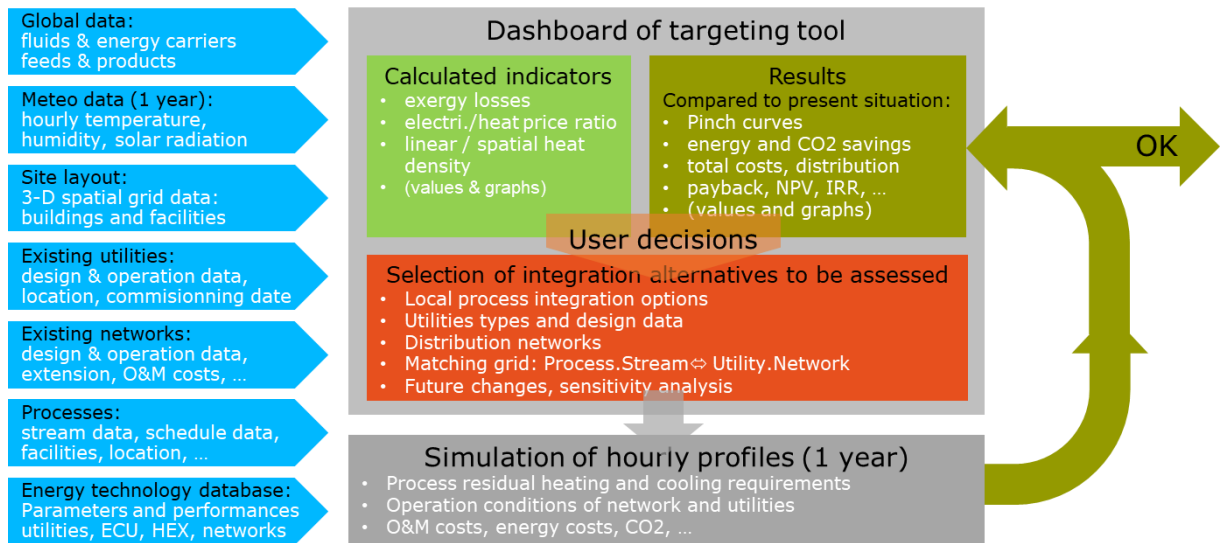 Global data:
fluids & energy carriers
feeds & products
Meteo data (1 year):
hourly temperature,
humidity, solar radiation
Site layout:
3-D spatial grid data:
buildings and facilities
Existing utilities:
design & operation data,
location, commisionning date
Existing networks:
design & operation data,
extension, O&M costs, ...
Processes:
stream data, schedule data,
facilities, location, ...
Energy technology database:
Parameters and performances
utilities, ECU, HEX, networks
Dashboard of targeting tool
Calculated indicators
• exergy losses
• electri./heat price ratio
• linear / spatial heat
density
• (values & graphs)
Results
Compared to present situation:
• Pinch curves
• energy and CO2 savings
• total costs, distribution
• payback, NPV, IRR, ...
• (values and graphs)
User decisions
Selection of integration alternatives to be assessed
• Local process integration options
• Utilities types and design data
• Distribution networks
• Matching grid: Process.Stream⇔ Utility.Network
• Future changes, sensitivity analysis
Simulation of hourly profiles (1 year)
• Process residual heating and cooling requirements
• Operation conditions of network and utilities
• O&M costs, energy costs, CO2, ...
OK